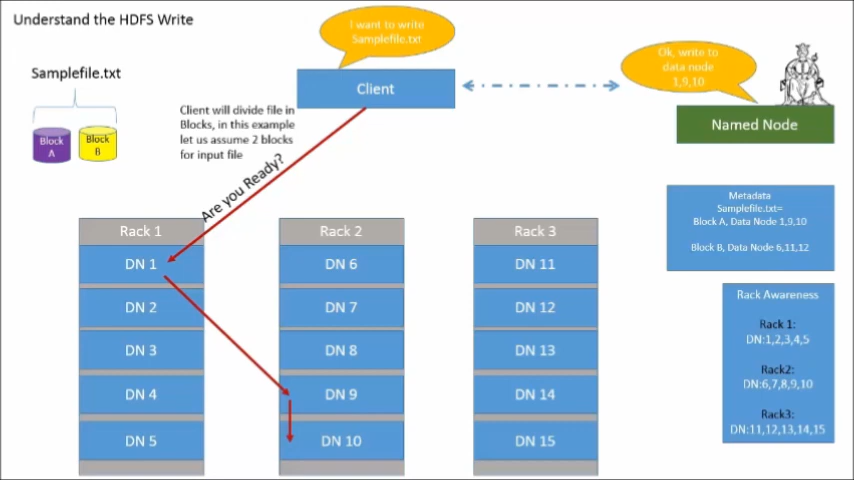 Understand the HDFS Write
I want to write
Samplefile.txt
Ok, write to
data node
1,9,10
Samplefile.txt
Client
Block
A
Block
B
Client will divide file in
Blocks, in this example
let us assume 2 blocks
for input file
Named Node
Are you Ready?
Metadata
Samplefile.txt=
Block A, Data Node 1,9,10
Block B, Data Node 6,11,12
Rack 1
DN 1
DN 2
DN 3
DN 4
DN 5
Rack 2
DN 6
DN 7
DN 8
DN 9
DN 10
Rack 3
DN 11
DN 12
DN 13
DN 14
DN 15
Rack Awareness
Rack 1:
DN:1,2,3,4,5
Rack2:
DN:6,7,8,9,10
Rack3:
DN:11,12,13,14,15